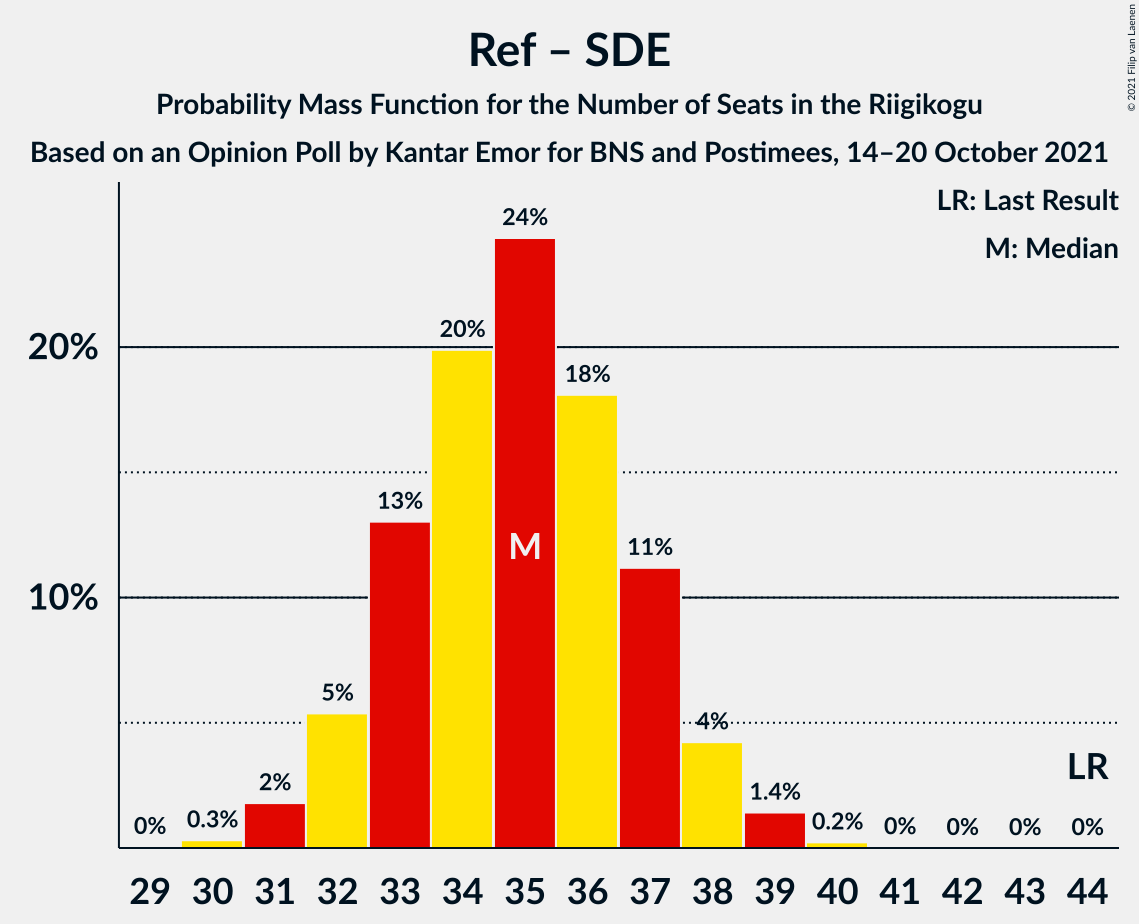 Ref – SDE
Probability Mass Function for the Number of Seats in the Riigikogu
Based on an Opinion Poll by Kantar Emor for BNS and Postimees, 14–20 October 2021
© 2021 Filip van Laenen
LR: Last Result
M: Median
20%
10%
0%
0.3%
2%
5%
13%
20%
24%
18%
11%
4%
1.4%
0.2%
0%
0%
0%
0%
M
LR
29 30 31 32 33 34 35 36 37 38 39 40 41 42 43 44